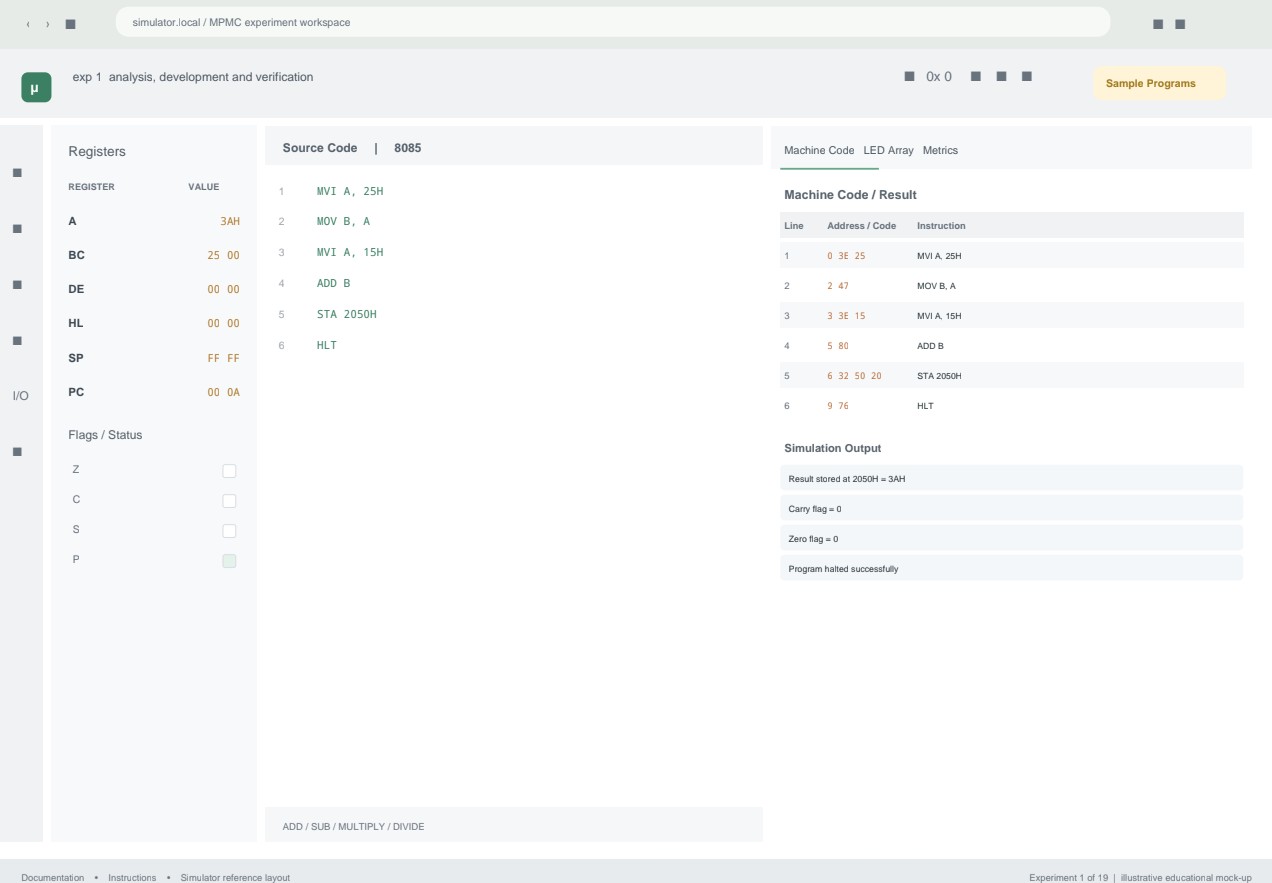 ‹ › ■ simulator.local / MPMC experiment workspace ■ ■
µ exp 1 analysis, development and verification ■ 0x 0 ■ ■ ■ Sample Programs
■
■
■
■
I/O
■
Registers
REGISTER VALUE
A 3AH
BC 25 00
DE 00 00
HL 00 00
SP FF FF
PC 00 0A
Flags / Status
Z
C
S
P
Source Code | 8085
1 MVI A, 25H
2 MOV B, A
3 MVI A, 15H
4 ADD B
5 STA 2050H
6 HLT
ADD / SUB / MULTIPLY / DIVIDE
Machine Code LED Array Metrics
Machine Code / Result
Line Address / Code Instruction
1 0 3E 25 MVI A, 25H
2 2 47 MOV B, A
3 3 3E 15 MVI A, 15H
4 5 80 ADD B
5 6 32 50 20 STA 2050H
6 9 76 HLT
Simulation Output
Result stored at 2050H = 3AH
Carry flag = 0
Zero flag = 0
Program halted successfully
Documentation • Instructions • Simulator reference layout
Experiment 1 of 19 | illustrative educational mock-up